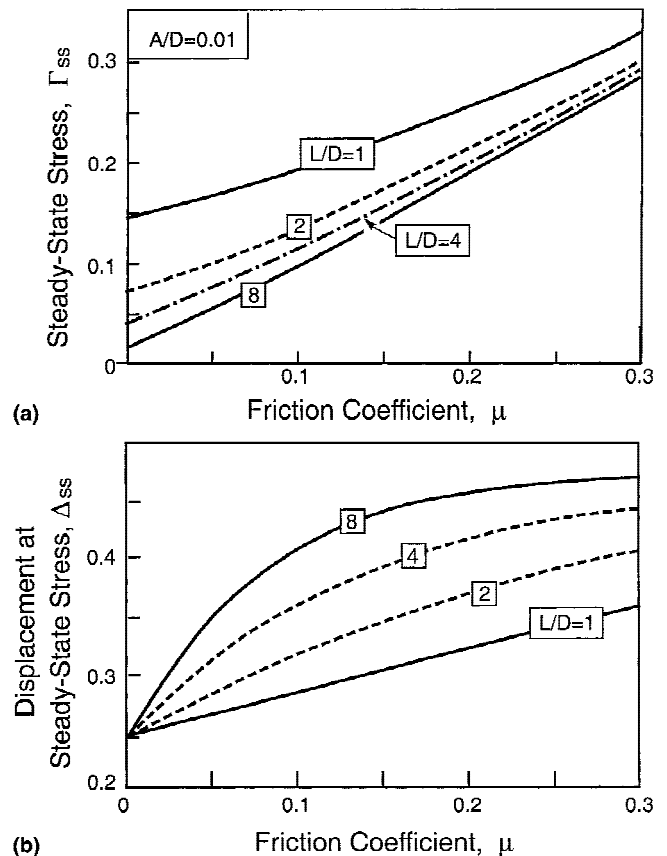 A/D=0.01
Steady-State Stress, Γss
0.3
0.2
0.1
0
L/D=1
2
L/D=4
8
0.1
0.2
0.3
(a)
Friction Coefficient, μ
Displacement at
Steady-State Stress, Δss
0.4
0.3
0.2
8
4
2
L/D=1
0
0.1
0.2
0.3
(b)
Friction Coefficient, μ